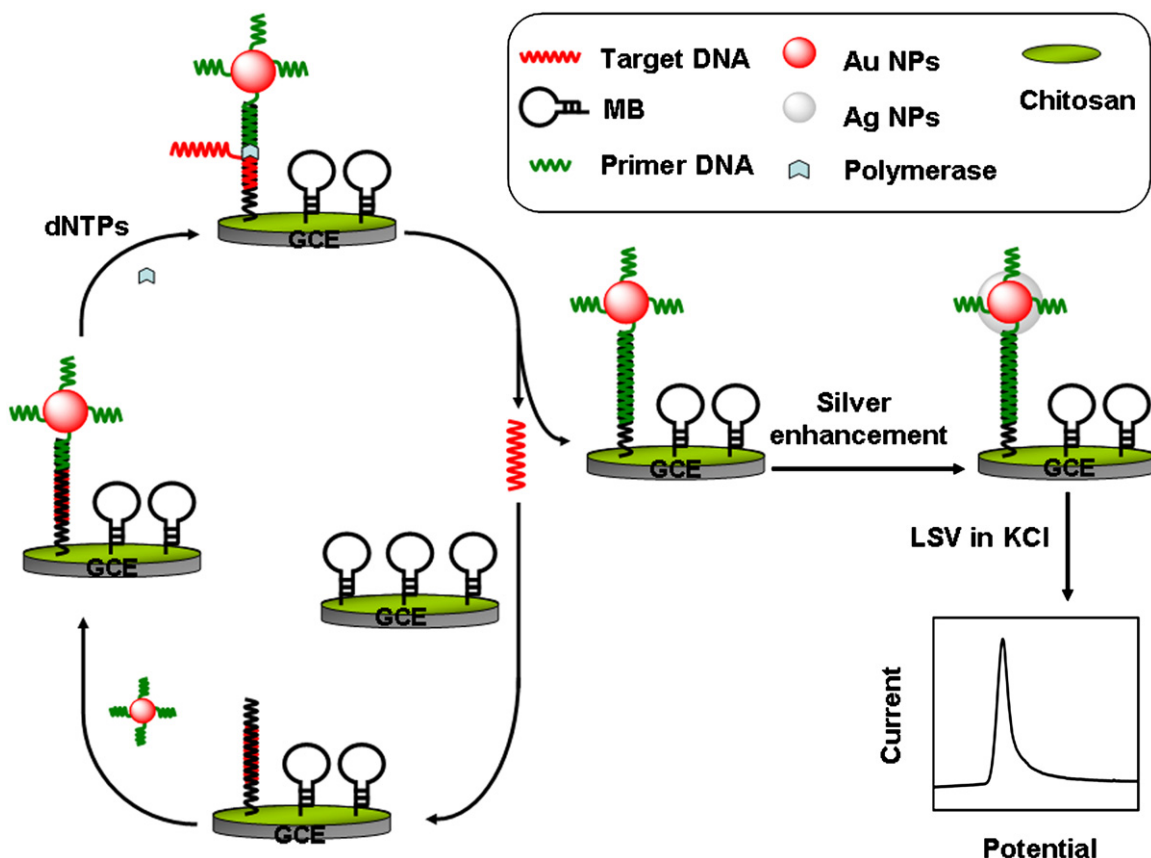 Target DNA
MB
Primer DNA
Au NPs
Ag NPs
Polymerase
Chitosan
dNTPs
GCE
GCE
GCE
GCE
GCE
Silver
enhancement
GCE
LSV in KCl
Current
Potential